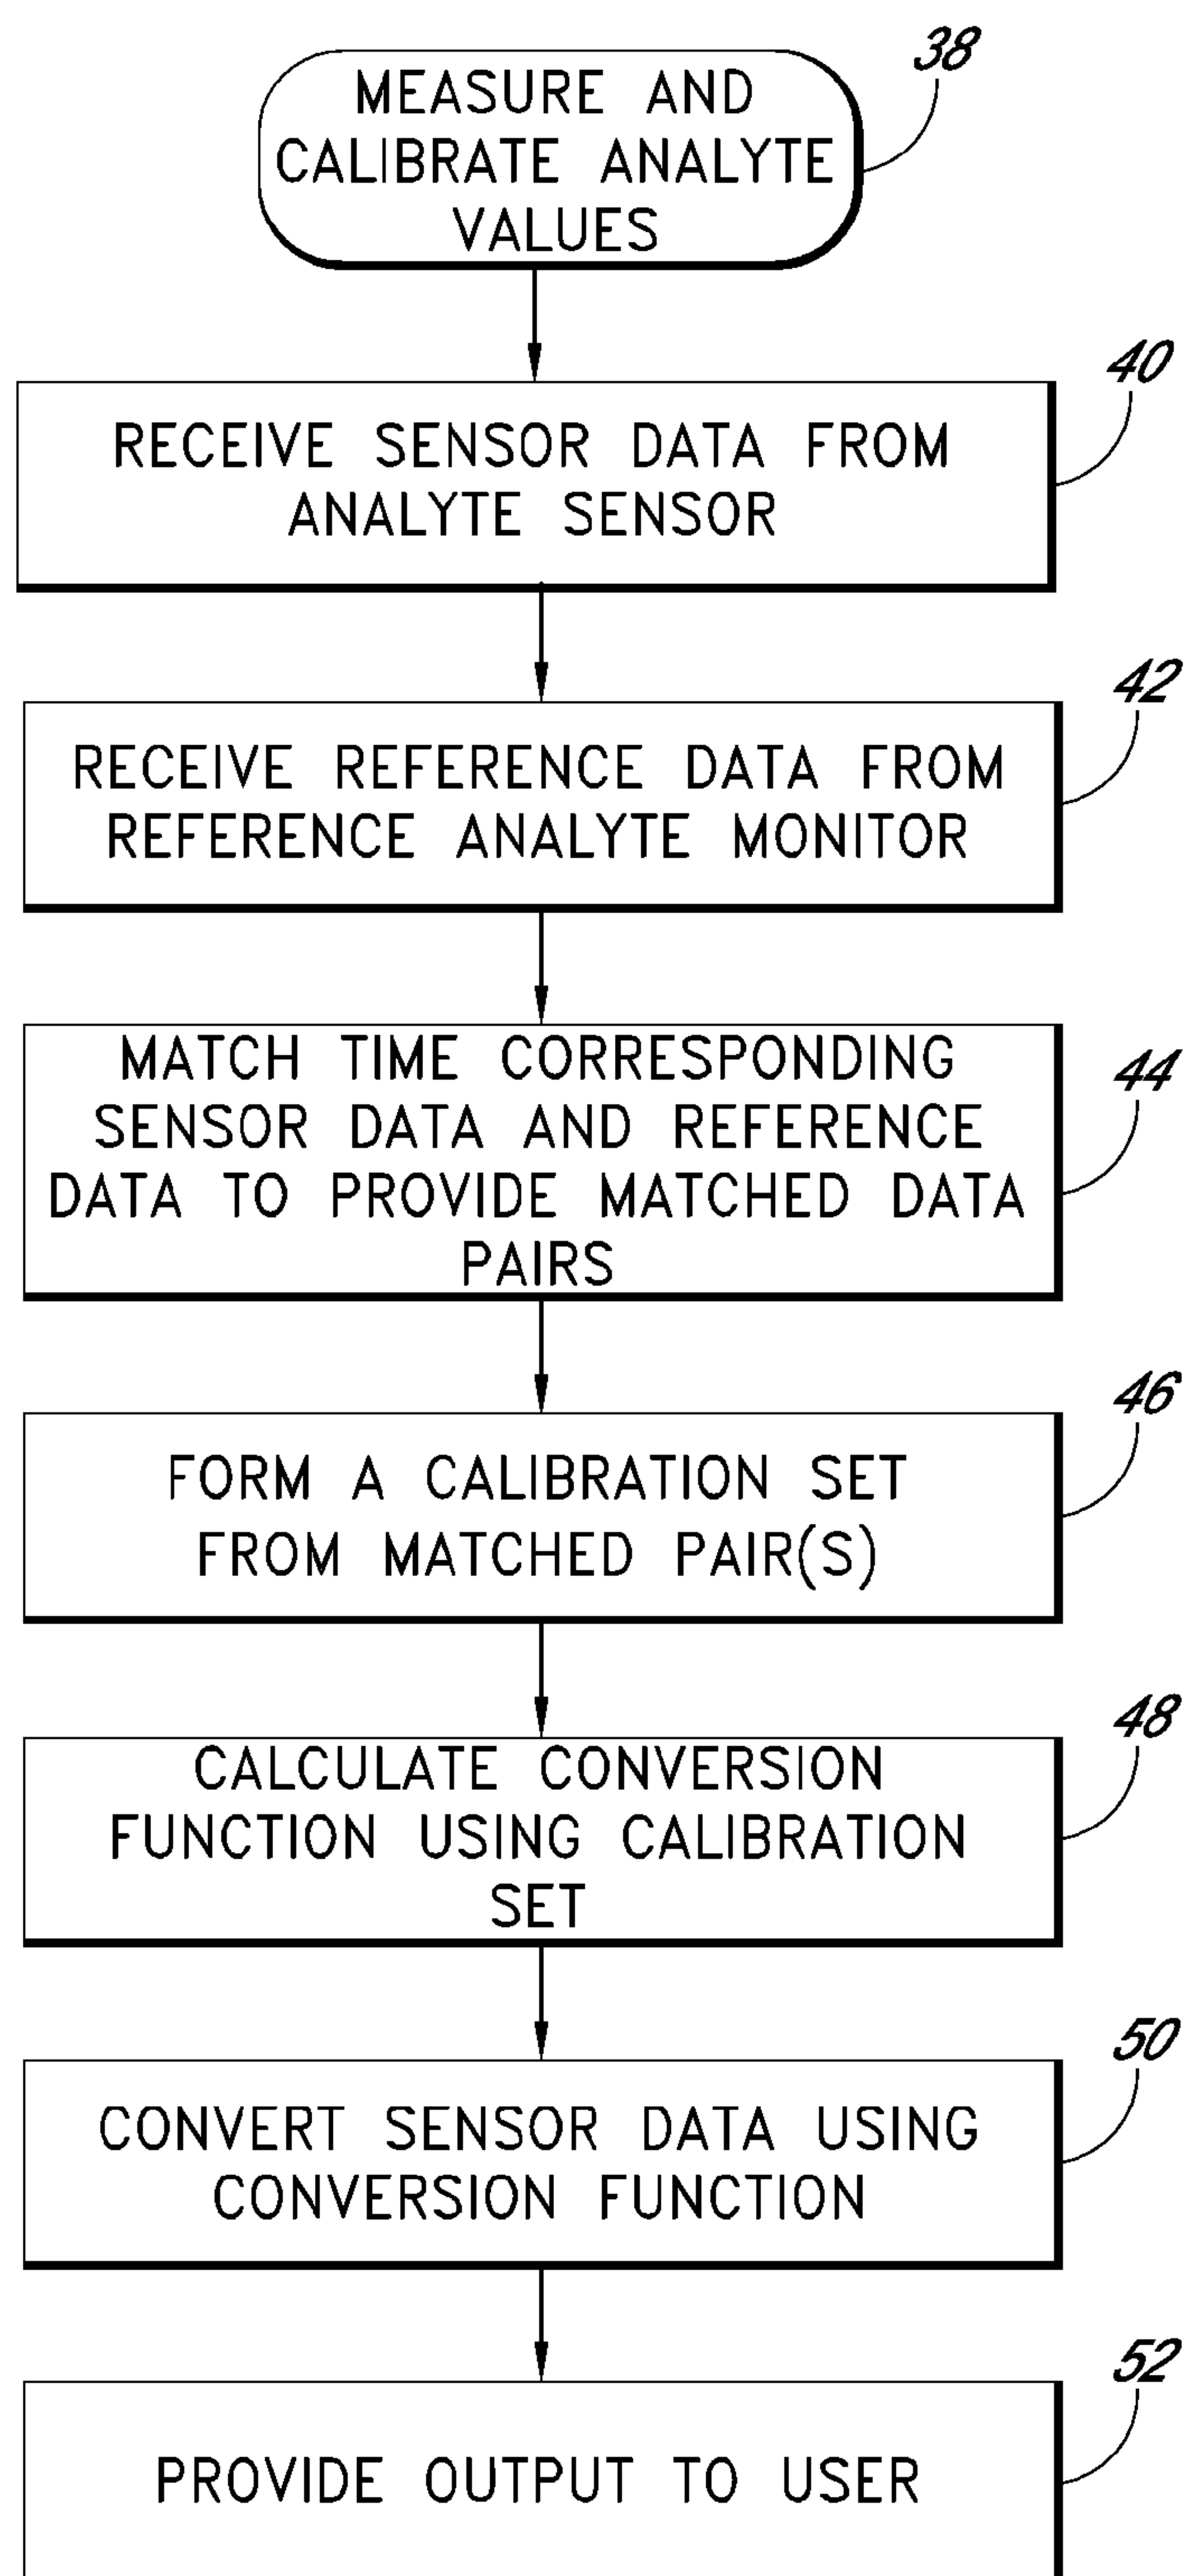 38
MEASURE AND
CALIBRATE ANALYTE
VALUES
40
RECEIVE SENSOR DATA FROM
ANALYTE SENSOR
42
RECEIVE REFERENCE DATA FROM
REFERENCE ANALYTE MONITOR
44
MATCH TIME CORRESPONDING
SENSOR DATA AND REFERENCE
DATA TO PROVIDE MATCHED DATA
PAIRS
46
FORM A CALIBRATION SET
FROM MATCHED PAIR(S)
48
CALCULATE CONVERSION
FUNCTION USING CALIBRATION
SET
50
CONVERT SENSOR DATA USING
CONVERSION FUNCTION
52
PROVIDE OUTPUT TO USER